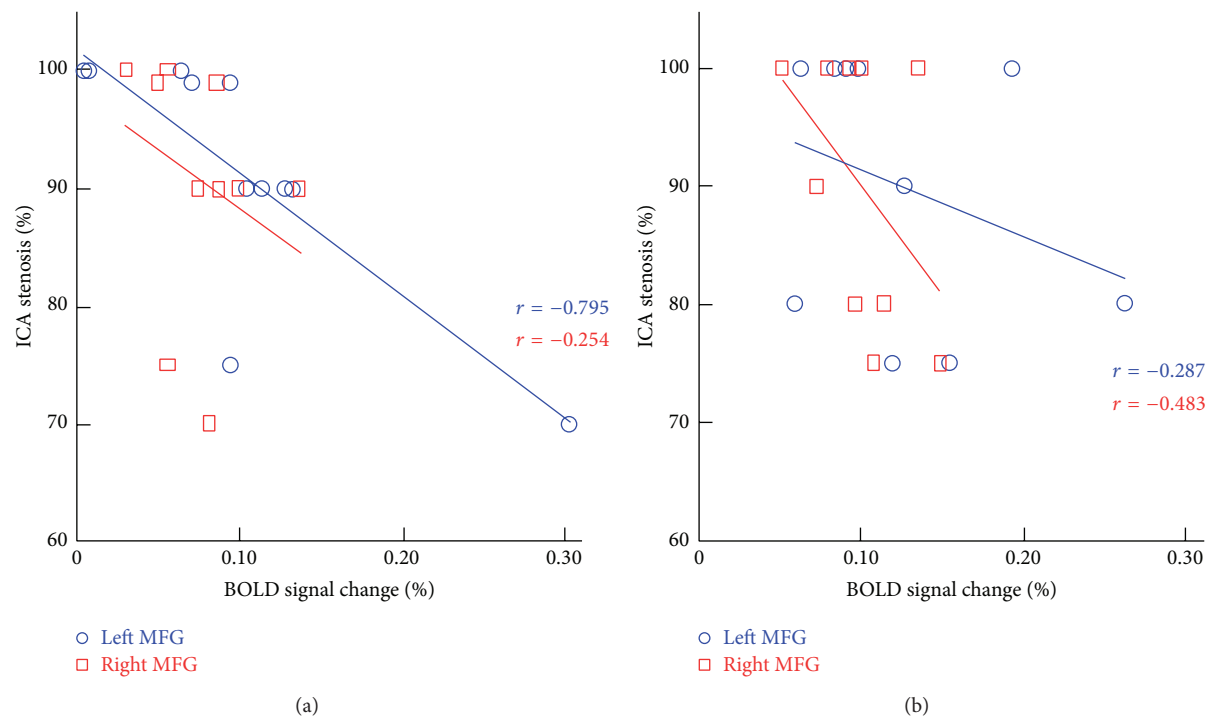 100
90
80
70
60
ICA stenosis (%)
0
0.10
0.20
0.30
BOLD signal change (%)
r = −0.795
r = −0.254
Left MFG
Right MFG
(a)
100
90
80
70
60
ICA stenosis (%)
0
0.10
0.20
0.30
BOLD signal change (%)
r = −0.287
r = −0.483
Left MFG
Right MFG
(b)